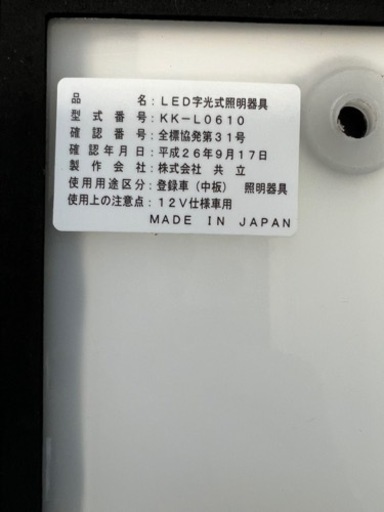 品　　　名：LED字光式照明器具
型式番号：KK－L0610
確認番号：全標協発第31号
確認年月日：平成26年9月17日
製作会社：株式会社　共　立
使用用途区分：登録車（中板）　照明器具
使用上の注意点：12V仕様車用
MADE IN JAPAN